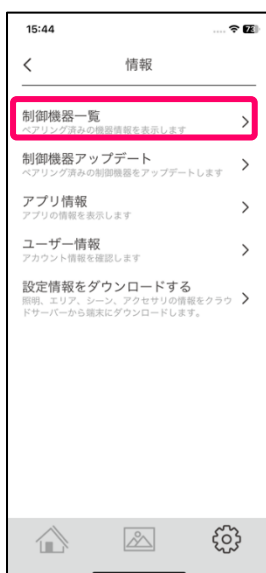 15:44
情報
制御機器一覧
ペアリング済みの機器情報を表示します
制御機器アップデート
ペアリング済みの制御機器をアップデートします
アプリ情報
アプリの情報を表示します
ユーザー情報
アカウント情報を確認します
設定情報をダウンロードする
照明、エリア、シーン、アクセサリの情報をクラウ
ドサーバーから端末にダウンロードします。